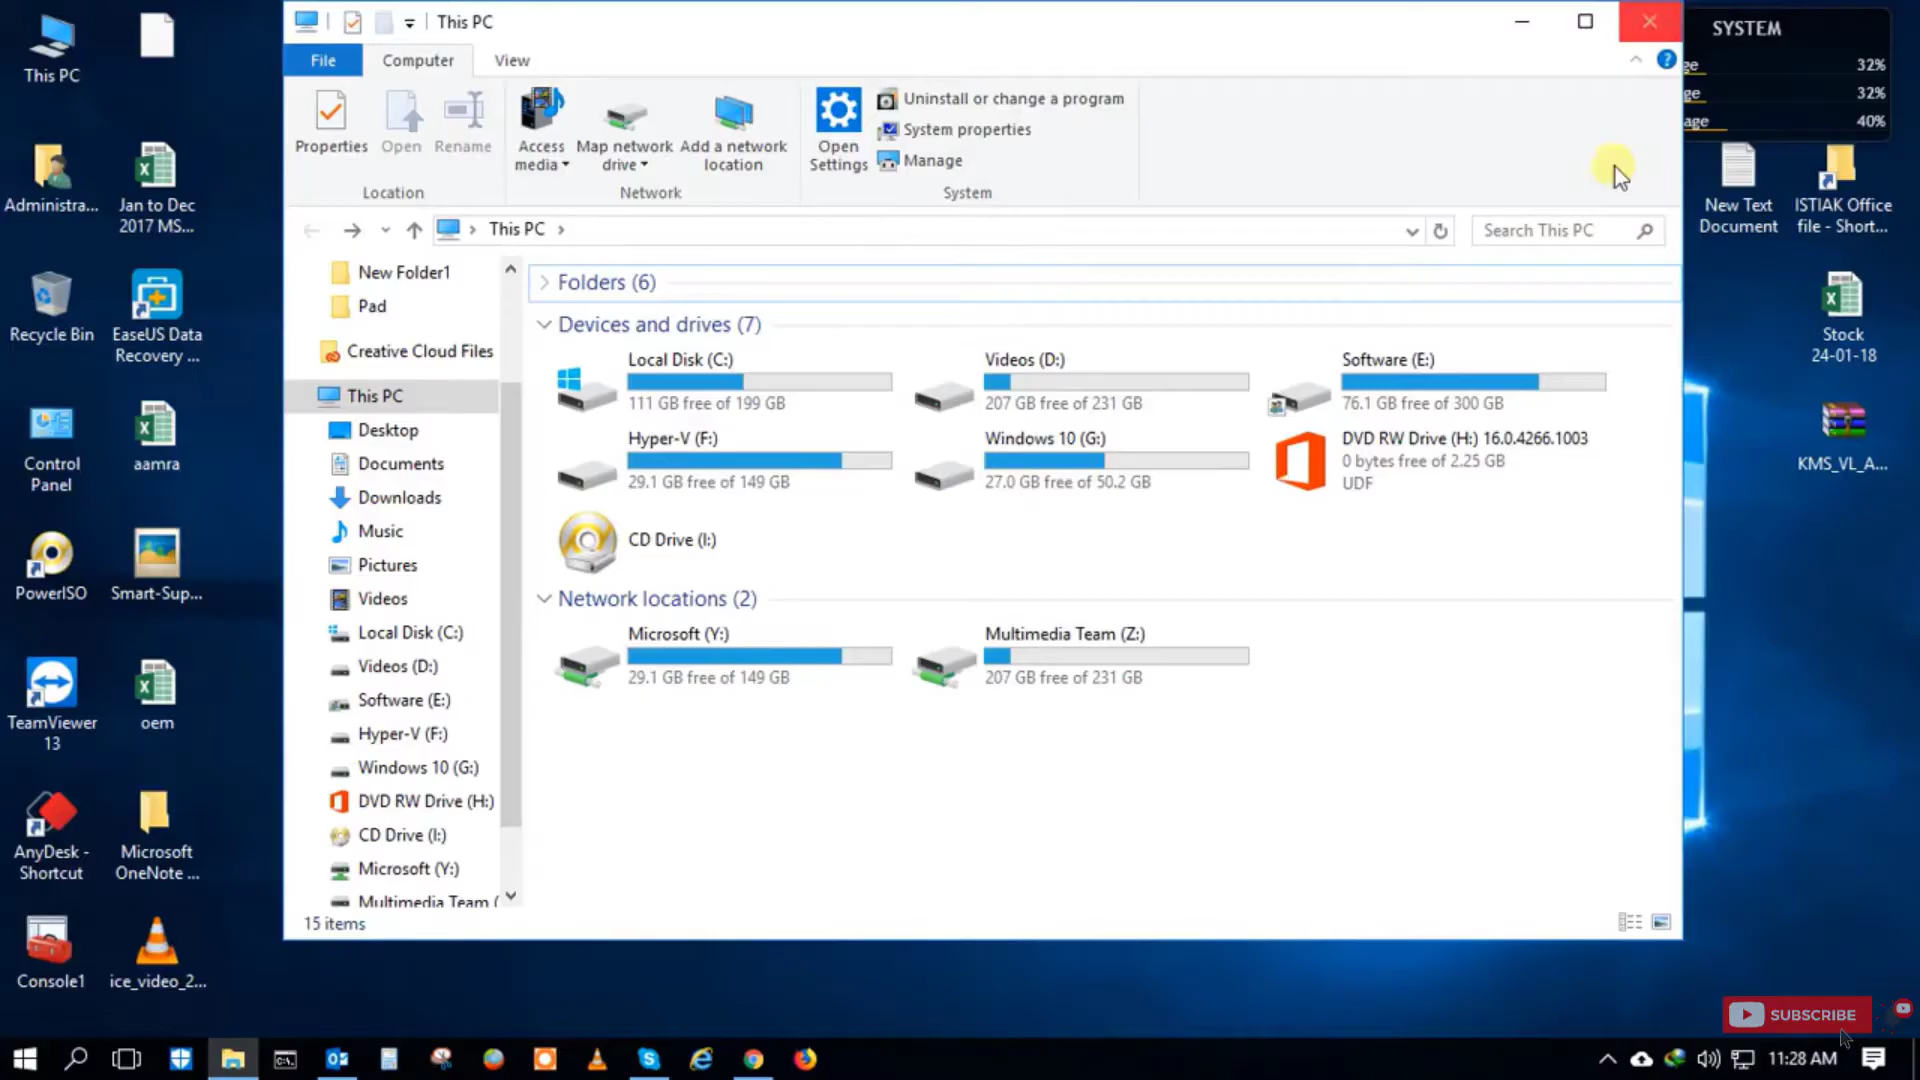 This PC
File
Computer
View
Properties
Open
Rename
Access
media
Map network
drive
Add a network
location
Open
Settings
Uninstall or change a program
System properties
Manage
Location
Network
System
This PC
Search This PC
New Folder1
Pad
Creative Cloud Files
This PC
Desktop
Documents
Downloads
Music
Pictures
Videos
Local Disk (C:)
Videos (D:)
Software (E:)
Hyper-V (F:)
Windows 10 (G:)
DVD RW Drive (H:)
CD Drive (I:)
Microsoft (Y:)
Multimedia Team (
Folders (6)
Devices and drives (7)
Local Disk (C:)
111 GB free of 199 GB
Videos (D:)
207 GB free of 231 GB
Software (E:)
76.1 GB free of 300 GB
Hyper-V (F:)
29.1 GB free of 149 GB
Windows 10 (G:)
27.0 GB free of 50.2 GB
DVD RW Drive (H:) 16.0.4266.1003
0 bytes free of 2.25 GB
UDF
CD Drive (I:)
Network locations (2)
Microsoft (Y:)
29.1 GB free of 149 GB
Multimedia Team (Z:)
207 GB free of 231 GB
15 items
This PC
Administra...
Jan to Dec
2017 MS...
Recycle Bin
EaseUS Data
Recovery ...
Control
Panel
aamra
PowerISO
Smart-Sup...
TeamViewer
13
oem
AnyDesk -
Shortcut
Microsoft
OneNote ...
Console1
ice_video_2...
SYSTEM
ge 32%
ge 32%
age 40%
New Text
Document
ISTIAK Office
file - Short...
Stock
24-01-18
KMS_VL_A...
SUBSCRIBE
11:28 AM